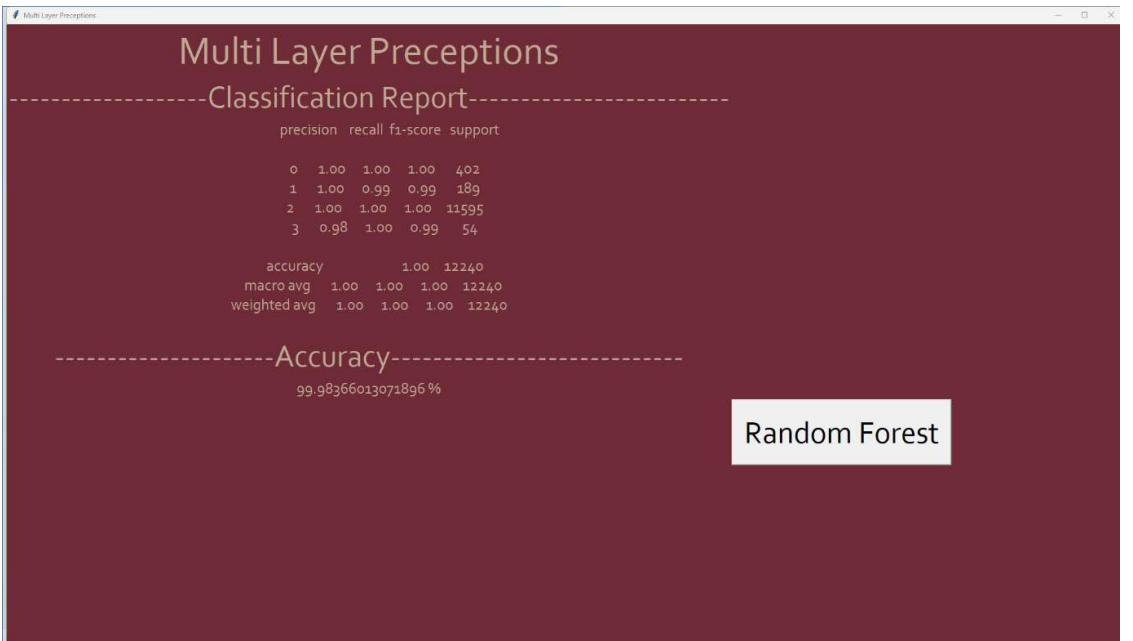 Multi Layer Preceptions
Multi Layer Preceptions
-------------------Classification Report-------------------------
precision recall f1-score support
0 1.00 1.00 1.00 402
1 1.00 0.99 0.99 189
2 1.00 1.00 1.00 11595
3 0.98 1.00 0.99 54
accuracy 1.00 12240
macro avg 1.00 1.00 1.00 12240
weighted avg 1.00 1.00 1.00 12240
---------------------Accuracy----------------------------
99.98366013071896 %
Random Forest